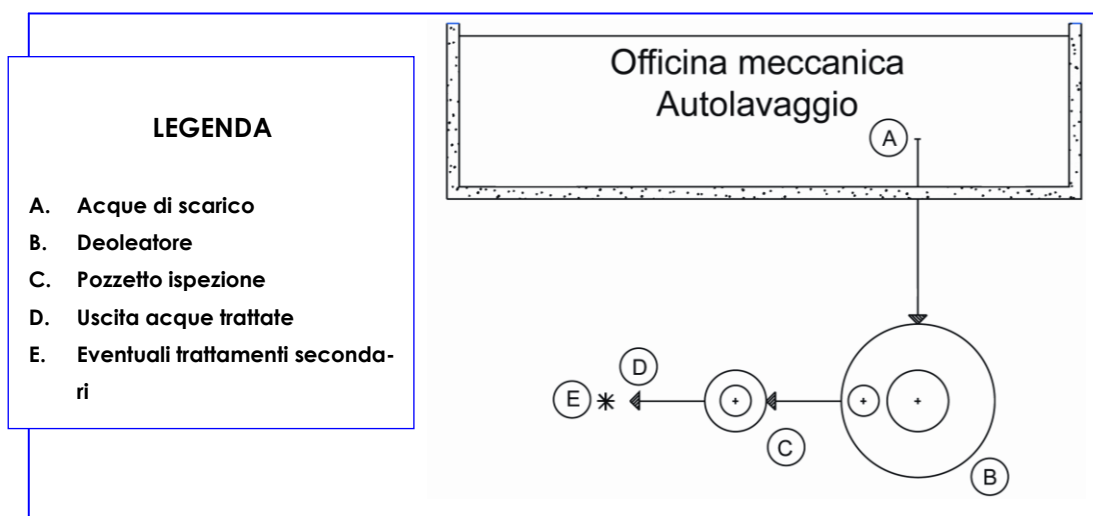 LEGENDA
A. Acque di scarico
B. Deoleatore
C. Pozzetto ispezione
D. Uscita acque trattate
E. Eventuali trattamenti seconda-
ri
Officina meccanica
Autolavaggio
A
D
E
C
B